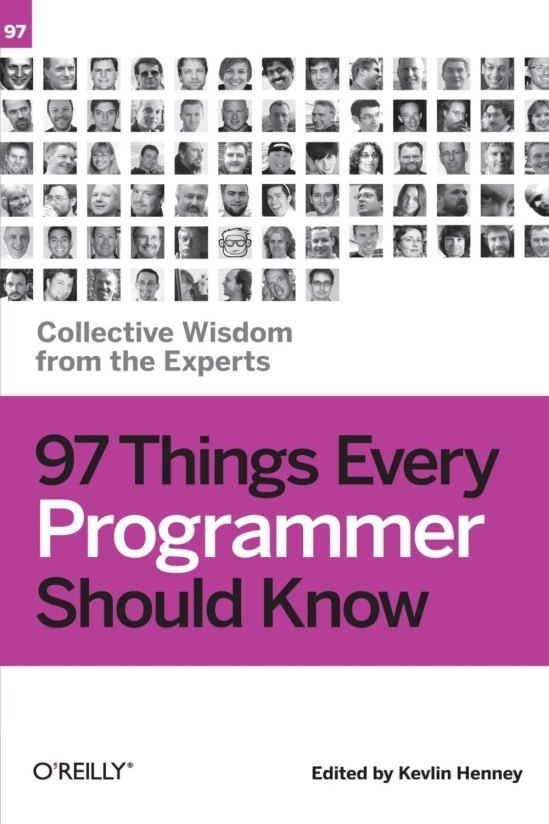 97
Collective Wisdom
from the Experts
97 Things Every
Programmer
Should Know
O'REILLY®
Edited by Kevlin Henney